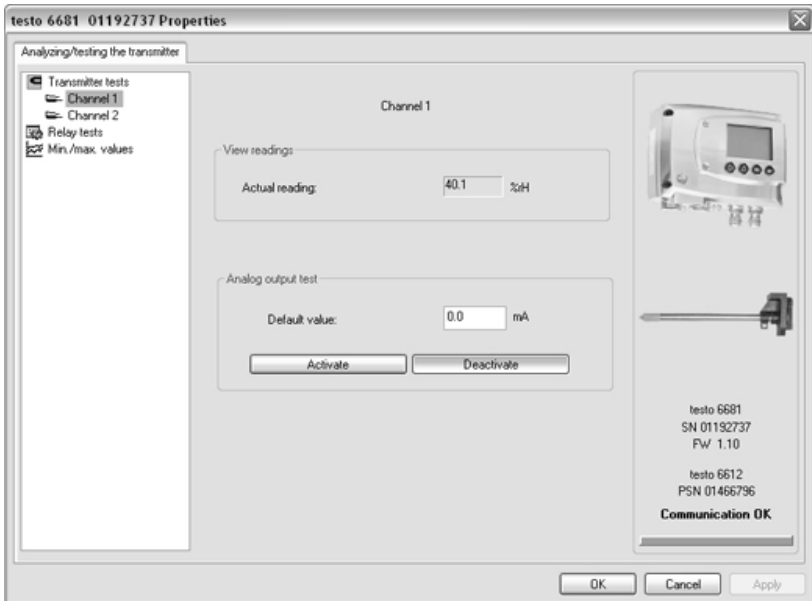 testo 6681 01192737 Properties
Analyzing/testing the transmitter
Transmitter tests
Channel 1
Channel 2
Relay tests
Min./max. values
Channel 1
View readings
Actual reading: 40.1 %rH
Analog output test
Default value: 0.0 mA
Activate Deactivate
testo 6681
SN 01192737
FW 1.10
testo 6612
PSN 01466796
Communication OK
OK Cancel Apply